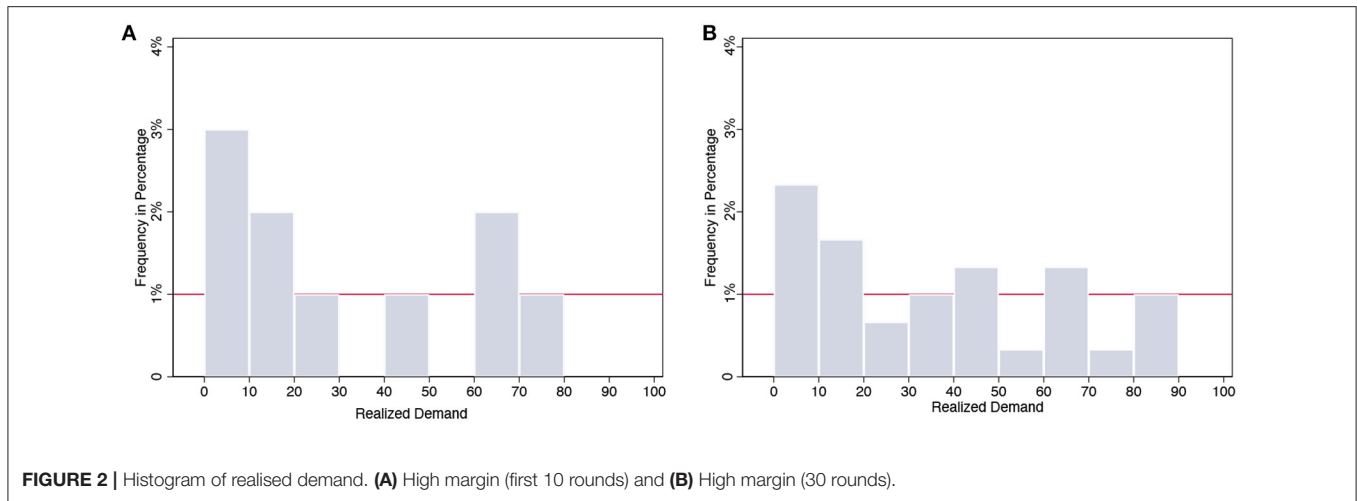 A
Frequency in Percentage
4%
3%
2%
1%
0
0 10 20 30 40 50 60 70 80 90 100
Realized Demand
B
Frequency in Percentage
4%
3%
2%
1%
0
0 10 20 30 40 50 60 70 80 90 100
Realized Demand
FIGURE 2 | Histogram of realised demand. (A) High margin (first 10 rounds) and (B) High margin (30 rounds).